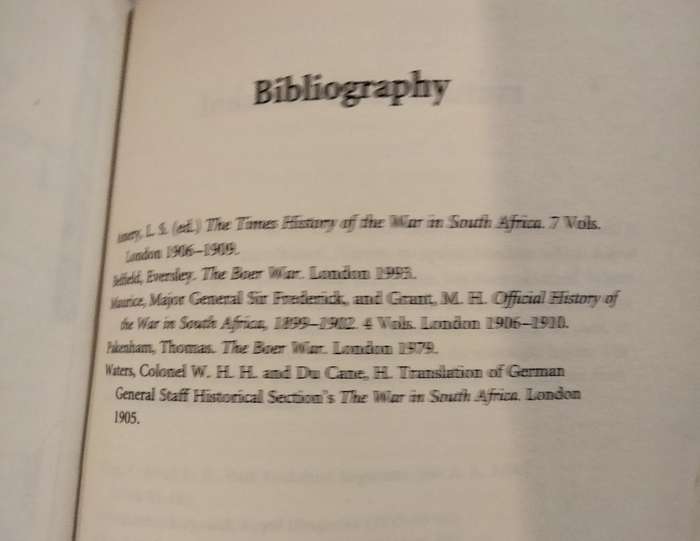 Bibliography
L. S. (ed.) The Times History of the War in South Africa. 7 Vols.
London 1906–1909.
Belfield, Eversley. The Boer War. London 1993.
Maurice, Major General Sir Frederick, and Grant, M. H. Official History of
the War in South Africa, 1899–1902. 4 Vols. London 1906–1910.
Pakenham, Thomas. The Boer War. London 1979.
Waters, Colonel W. H. H. and Du Cane, H. Translation of German
General Staff Historical Section's The War in South Africa. London
1905.